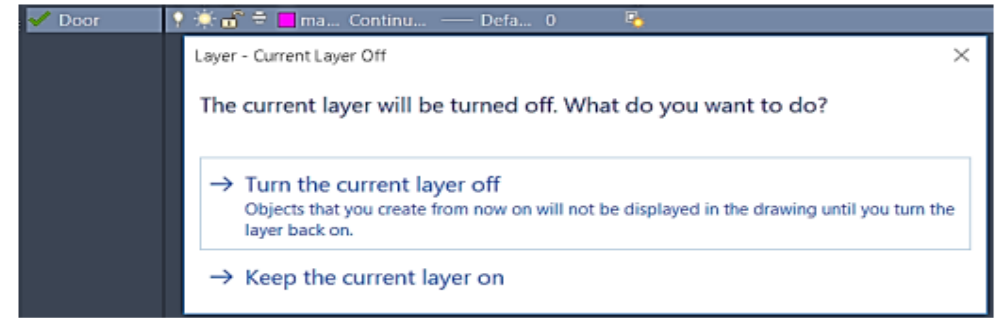 Door ma... Continu... Defa... 0
Layer - Current Layer Off
The current layer will be turned off. What do you want to do?
Turn the current layer off
Objects that you create from now on will not be displayed in the drawing until you turn the
layer back on.
Keep the current layer on